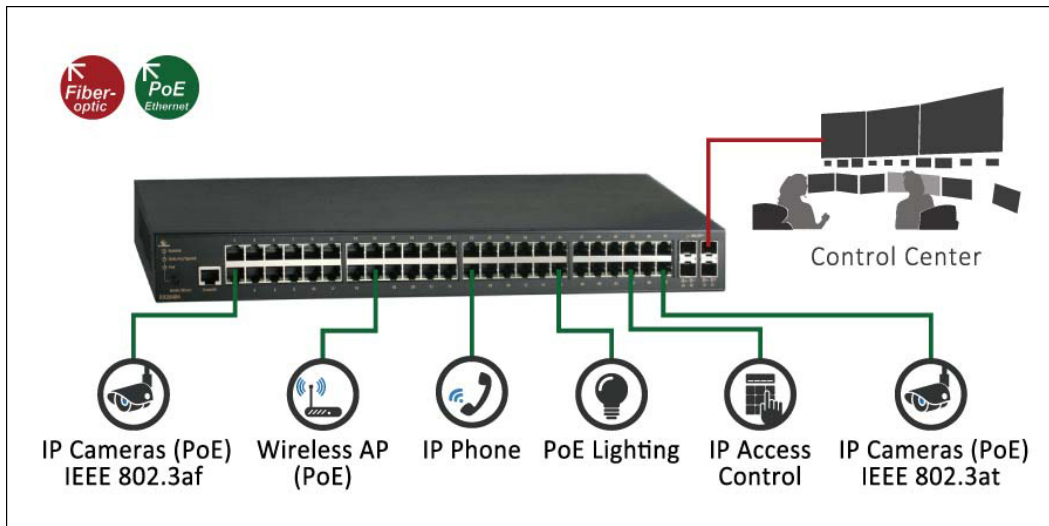 Fiber-
optic
PoE
Ethernet
Control Center
IP Cameras (PoE)
IEEE 802.3af
Wireless AP
(PoE)
IP Phone
PoE Lighting
IP Access
Control
IP Cameras (PoE)
IEEE 802.3at